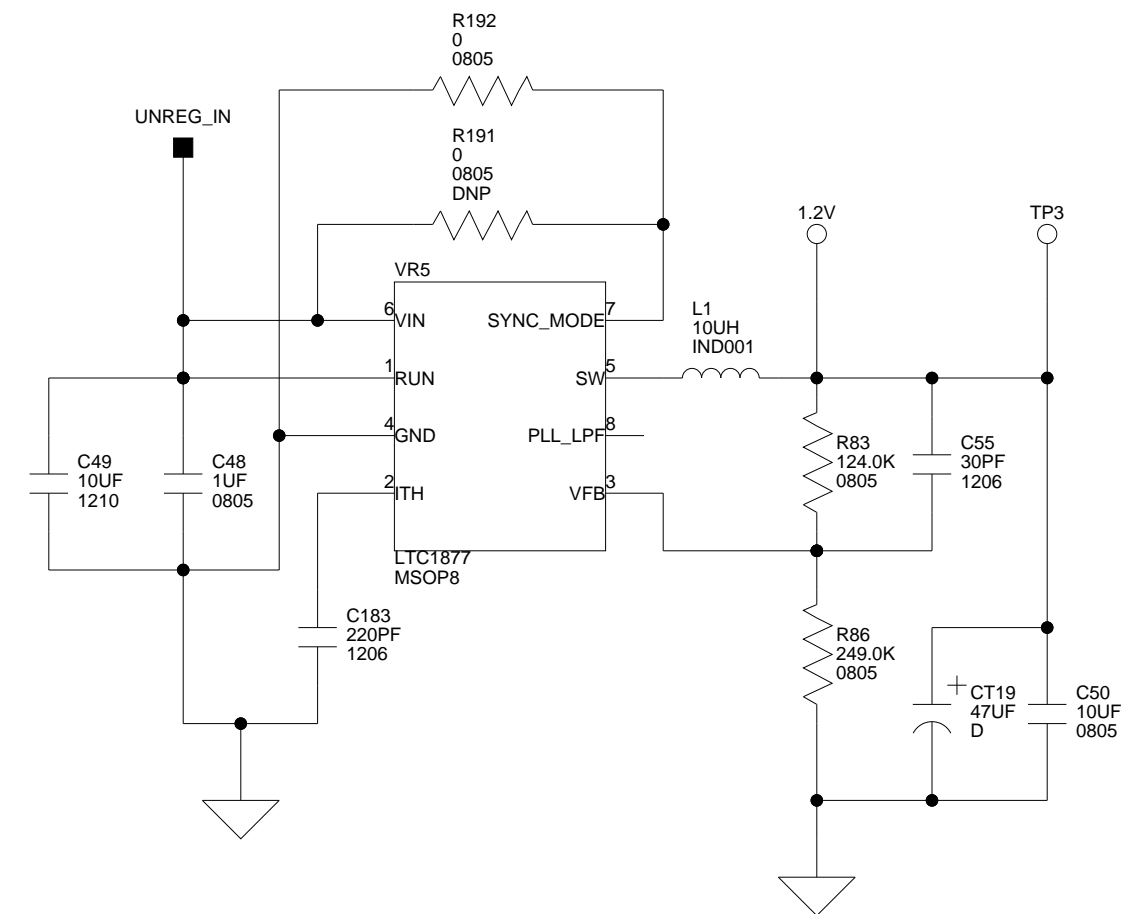 R192
0
0805
UNREG_IN
R191
0
0805
DNP
1.2V
TP3
VR5
6
VIN
SYNC_MODE
7
L1
10UH
IND001
1
RUN
SW
5
4
GND
PLL_LPF
8
2
ITH
VFB
3
C49
10UF
1210
C48
1UF
0805
R83
124.0K
0805
C55
30PF
1206
LTC1877
MSOP8
C183
220PF
1206
R86
249.0K
0805
+
CT19
47UF
D
C50
10UF
0805